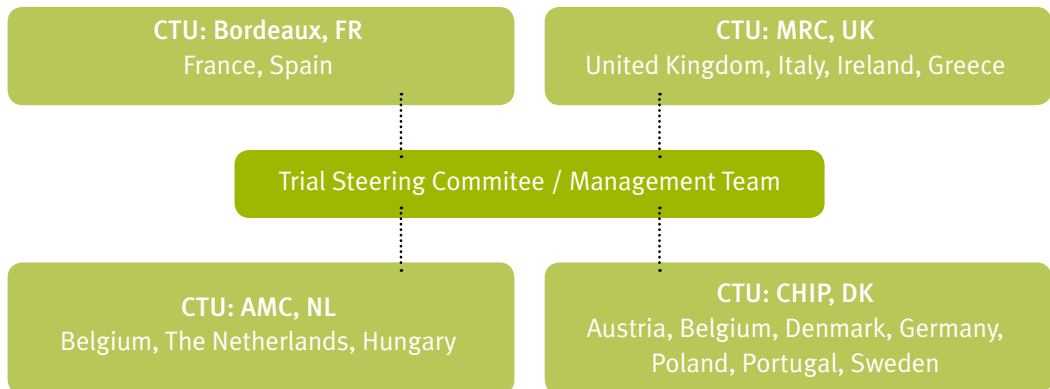 CTU: Bordeaux, FR
France, Spain
CTU: MRC, UK
United Kingdom, Italy, Ireland, Greece
Trial Steering Commitee / Management Team
CTU: AMC, NL
Belgium, The Netherlands, Hungary
CTU: CHIP, DK
Austria, Belgium, Denmark, Germany,
Poland, Portugal, Sweden